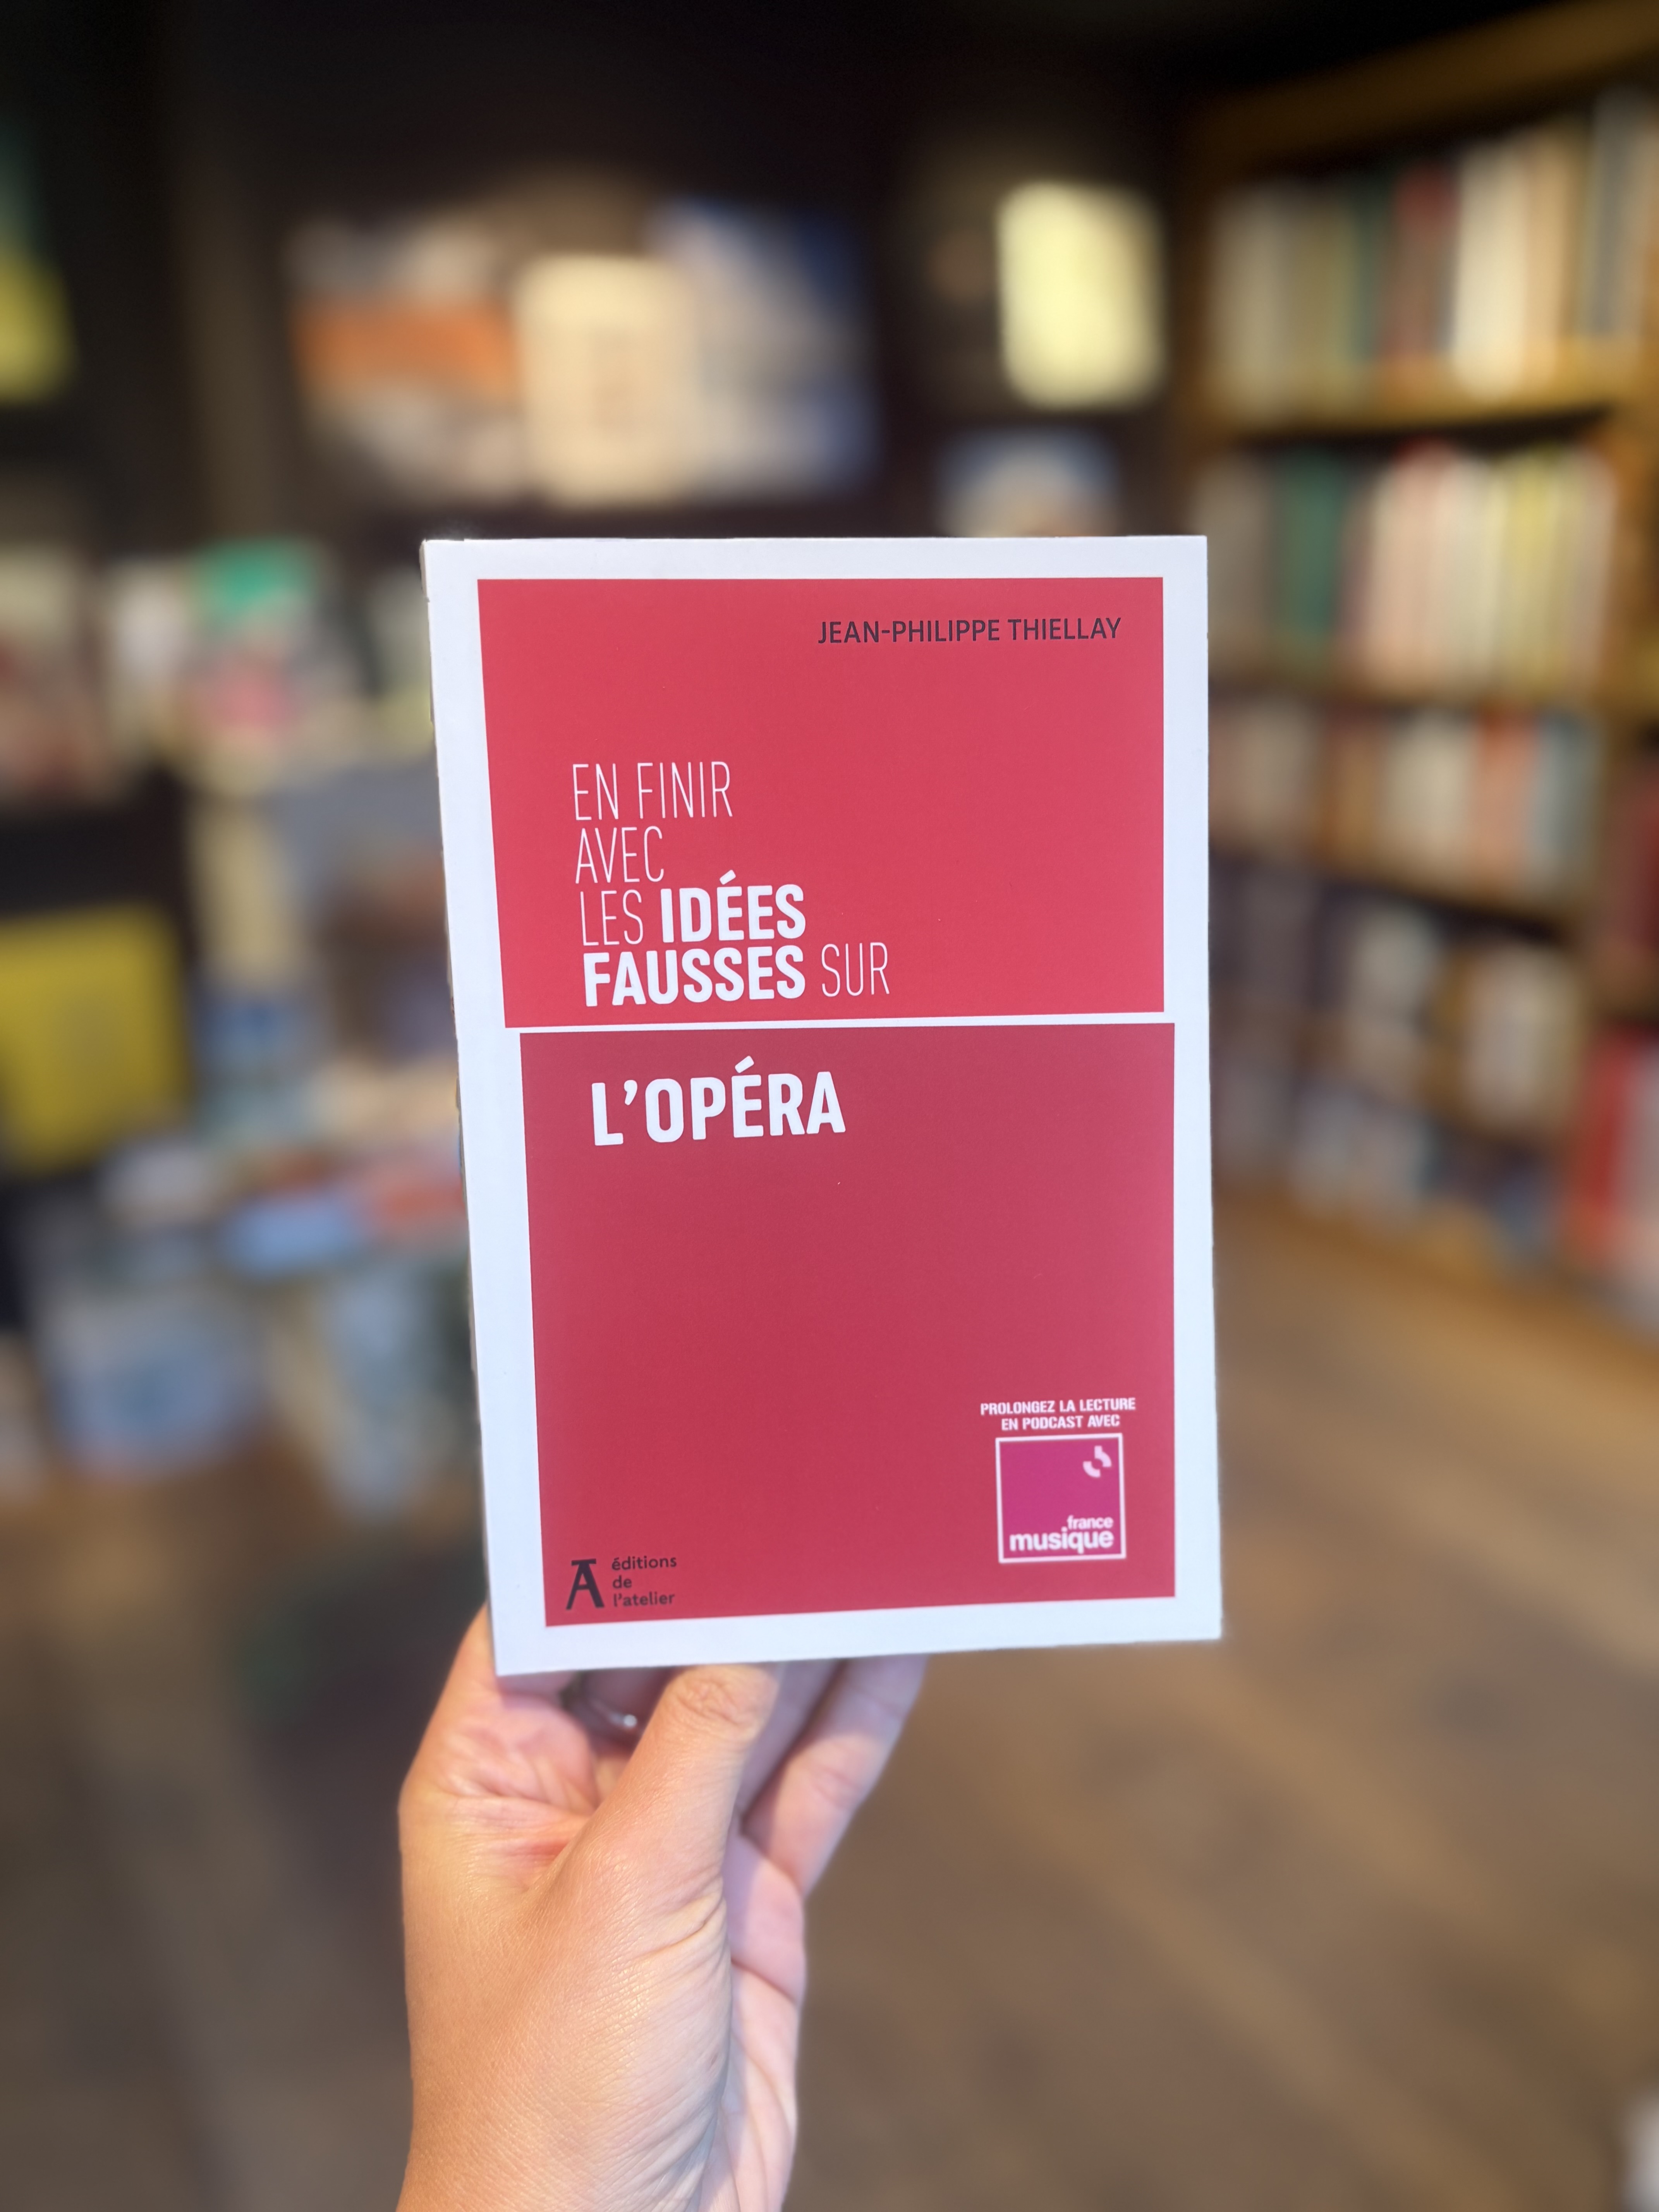 JEAN-PHILIPPE THIELLAY
EN FINIR
AVEC
LES IDÉES
FAUSSES SUR
L'OPÉRA
PROLONGEZ LA LECTURE
EN PODCAST AVEC
france
musique
éditions
de
l'atelier